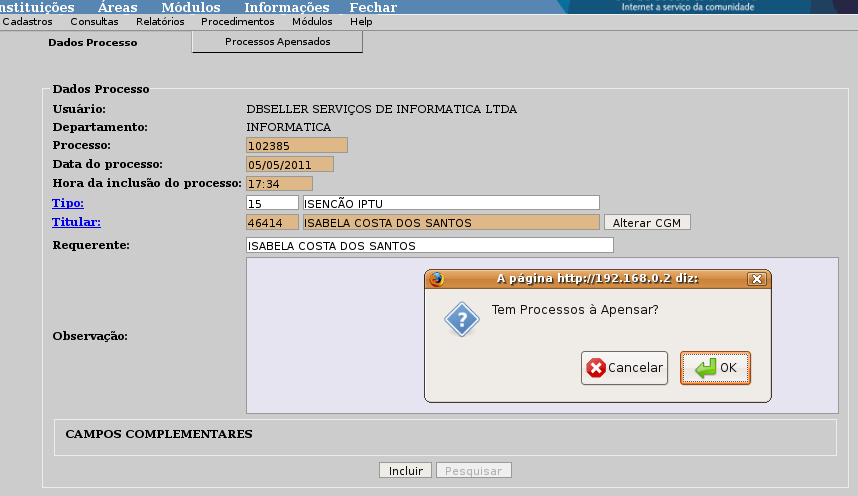 nstituições Áreas Módulos Informações Fechar
Internet a serviço da comunidade
Cadastros Consultas Relatórios Procedimentos Módulos Help
Dados Processo Processos Apensados
Dados Processo
Usuário: DBSELLER SERVIÇOS DE INFORMATICA LTDA
Departamento: INFORMATICA
Processo: 102385
Data do processo: 05/05/2011
Hora da inclusão do processo: 17:34
Tipo: 15 ISENCÃO IPTU
Titular: 46414 ISABELA COSTA DOS SANTOS Alterar CGM
Requerente: ISABELA COSTA DOS SANTOS
A página http://192.168.0.2 diz:
Tem Processos à Apensar?
Observação:
Cancelar OK
CAMPOS COMPLEMENTARES
Incluir Pesquisar